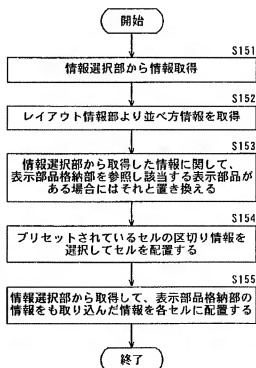 開始
S151
情報選択部から情報取得
S152
レイアウト情報部より並べ方情報を取得
S153
情報選択部から取得した情報に関して、
表示部品格納部を参照し該当する表示部品が
ある場合にはそれと置き換える
S154
プリセットされているセルの区切り情報を
選択してセルを配置する
S155
情報選択部から取得して、表示部品格納部の
情報をも取り込んだ情報を各セルに配置する
終了